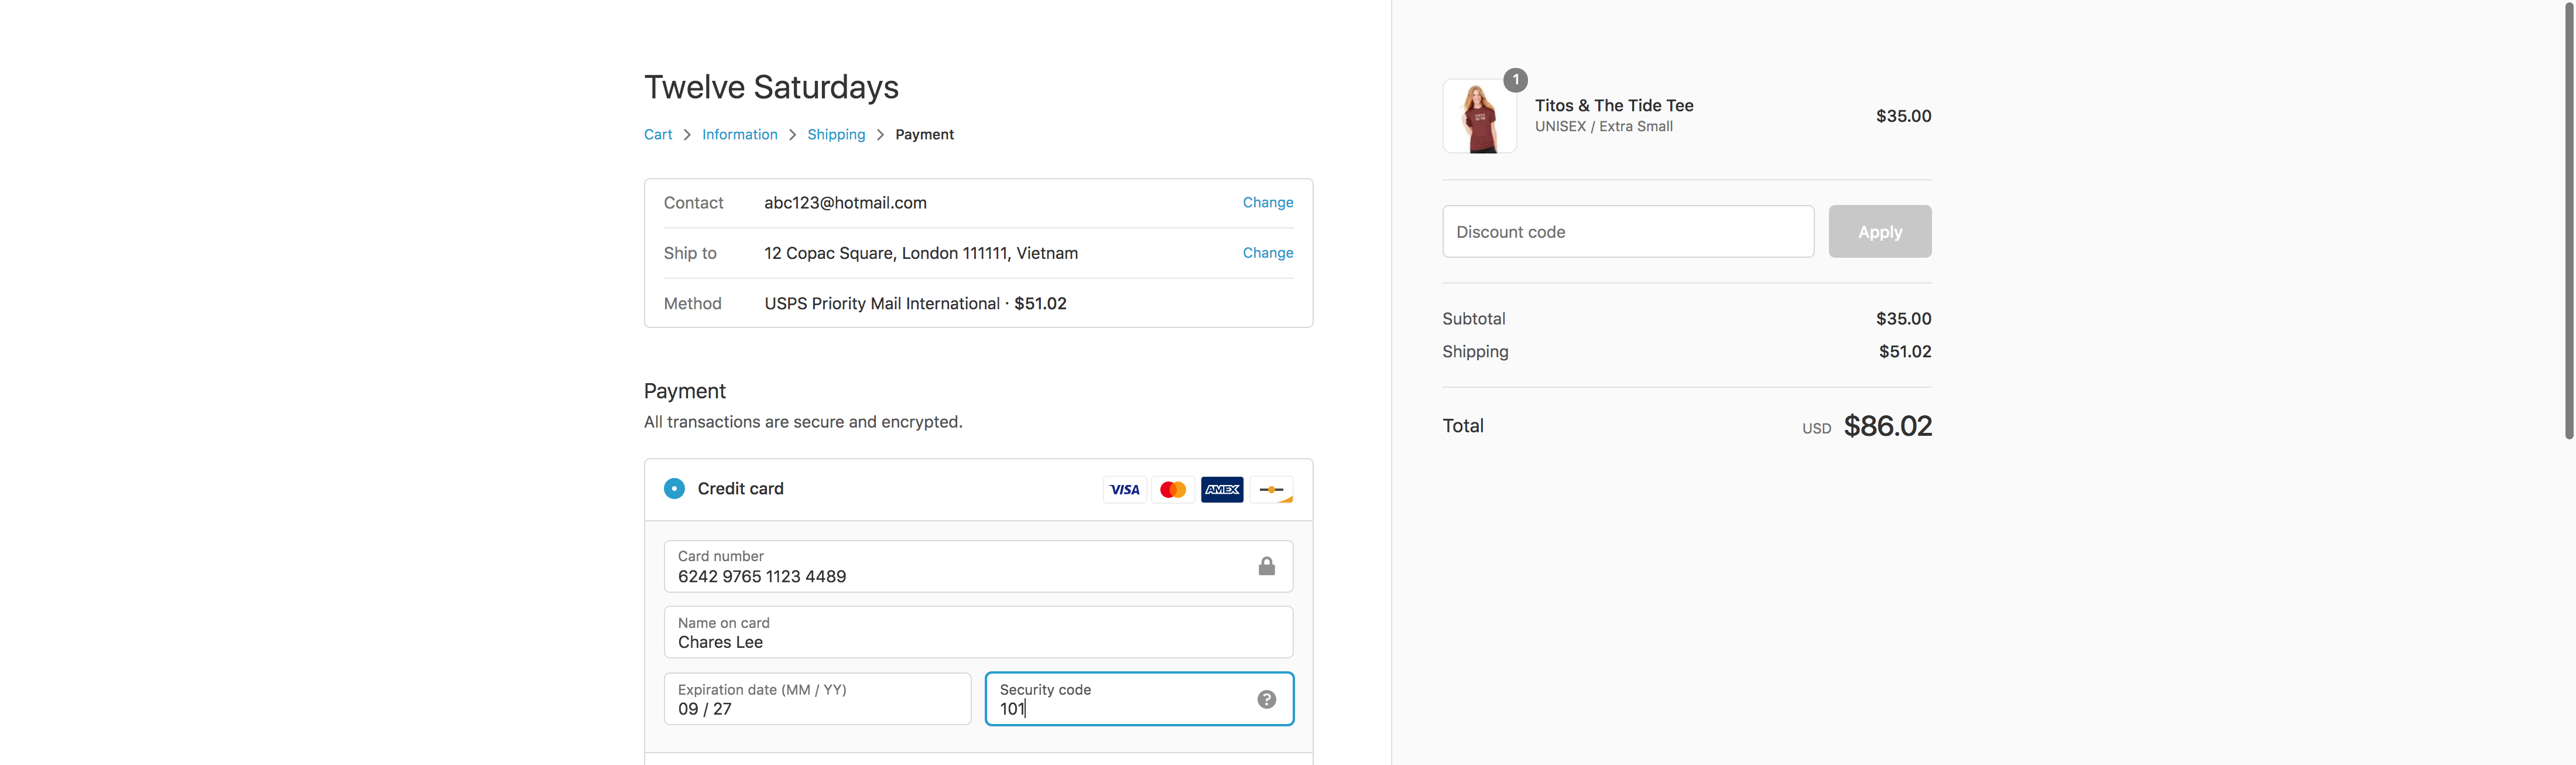 Twelve Saturdays
Cart > Information > Shipping > Payment
Contact abc123@hotmail.com Change
Ship to 12 Copac Square, London 111111, Vietnam Change
Method USPS Priority Mail International · $51.02
Payment
All transactions are secure and encrypted.
Credit card VISA AMEX
Card number
6242 9765 1123 4489
Name on card
Chares Lee
Expiration date (MM / YY)
09 / 27
Security code
101
1
Titos & The Tide Tee
UNISEX / Extra Small
$35.00
Discount code Apply
Subtotal $35.00
Shipping $51.02
Total USD $86.02